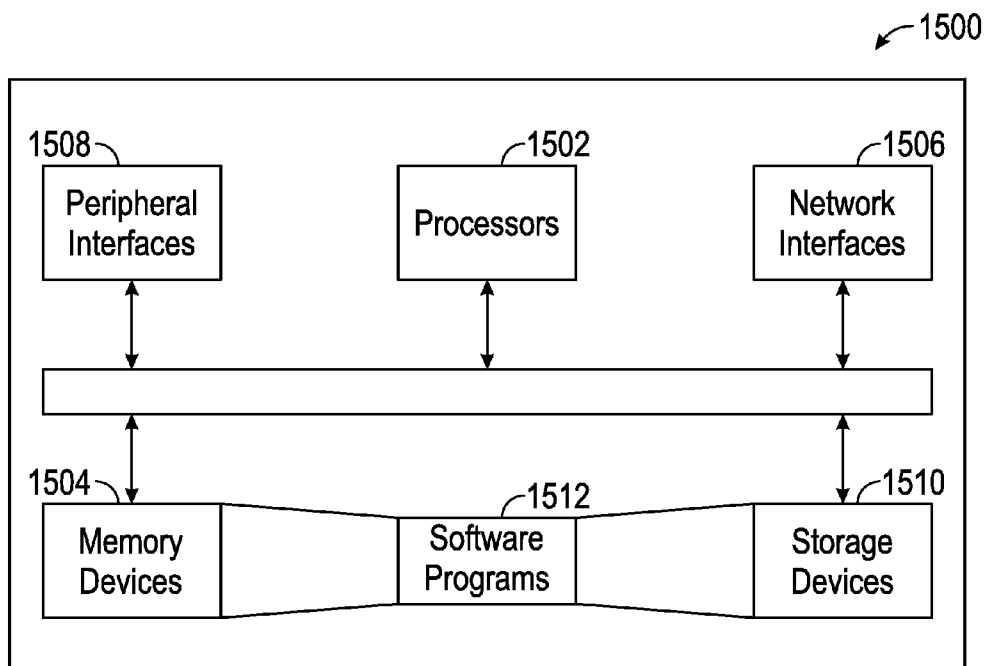 1500
1508
1502
1506
Peripheral
Interfaces
Processors
Network
Interfaces
1504
1512
1510
Memory
Devices
Software
Programs
Storage
Devices